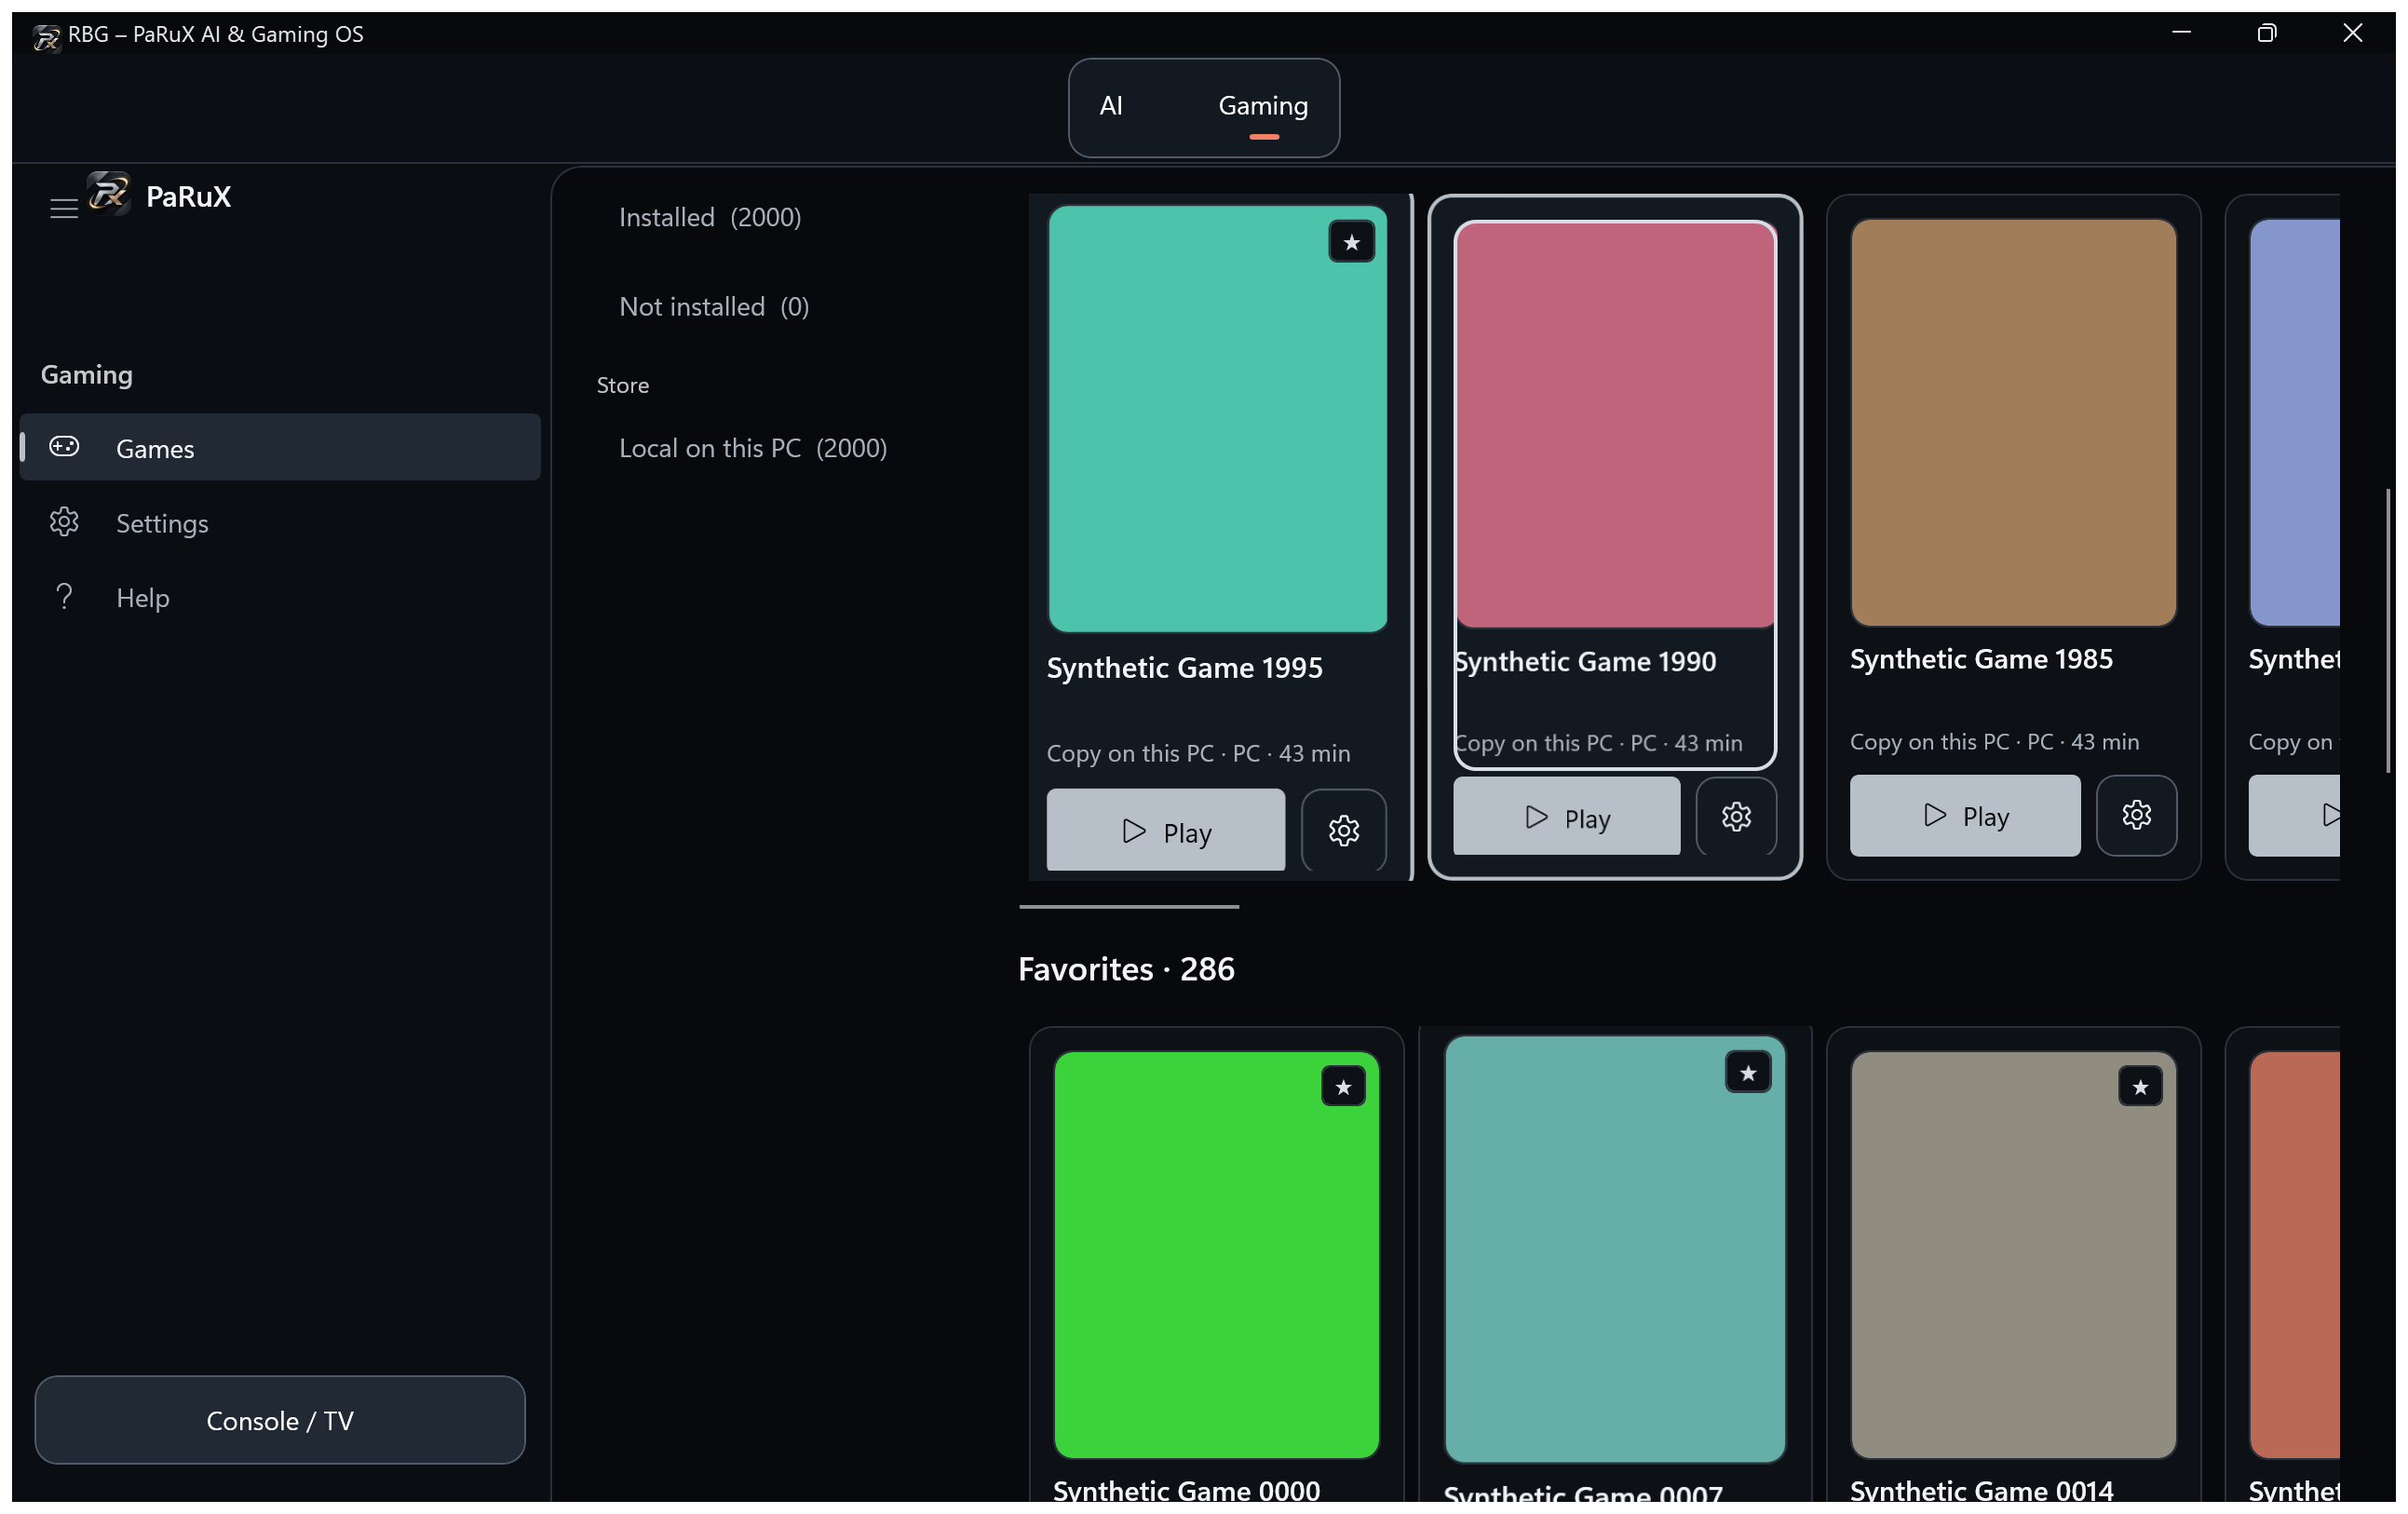 RBG – PaRuX AI & Gaming OS
AI
Gaming
PaRuX
Gaming
Games
Settings
Help
Console / TV
Installed (2000)
Not installed (0)
Store
Local on this PC (2000)
Synthetic Game 1995
Copy on this PC · PC · 43 min
Play
Synthetic Game 1990
Copy on this PC · PC · 43 min
Play
Synthetic Game 1985
Copy on this PC · PC · 43 min
Play
Synthet
Copy on
Favorites · 286
Synthetic Game 0000
Synthetic Game 0007
Synthetic Game 0014
Synthet